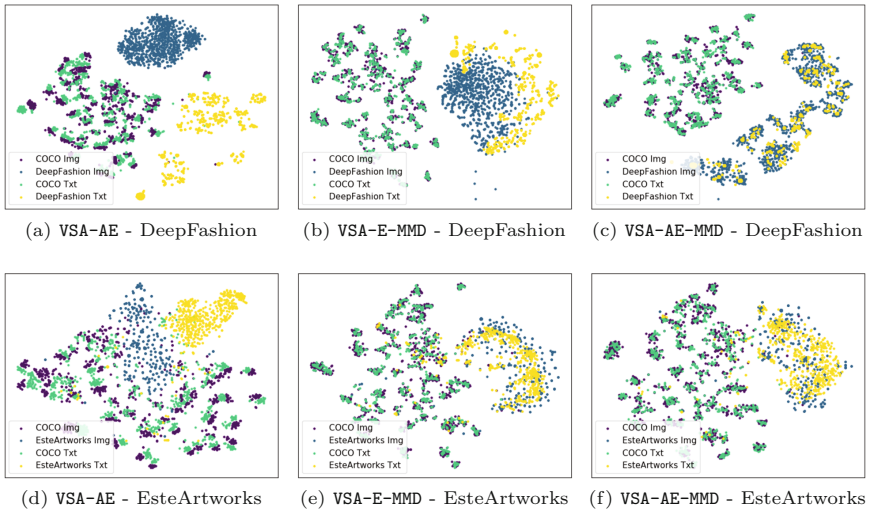 COCO Img
DeepFashion Img
COCO Txt
DeepFashion Txt
COCO Img
DeepFashion Img
COCO Txt
DeepFashion Txt
COCO Img
DeepFashion Img
COCO Txt
DeepFashion Txt
(a) VSA-AE - DeepFashion
(b) VSA-E-MMD - DeepFashion
(c) VSA-AE-MMD - DeepFashion
COCO Img
EsteArtworks Img
COCO Txt
EsteArtworks Txt
COCO Img
EsteArtworks Img
COCO Txt
EsteArtworks Txt
COCO Img
EsteArtworks Img
COCO Txt
EsteArtworks Txt
(d) VSA-AE - EsteArtworks
(e) VSA-E-MMD - EsteArtworks
(f) VSA-AE-MMD - EsteArtworks